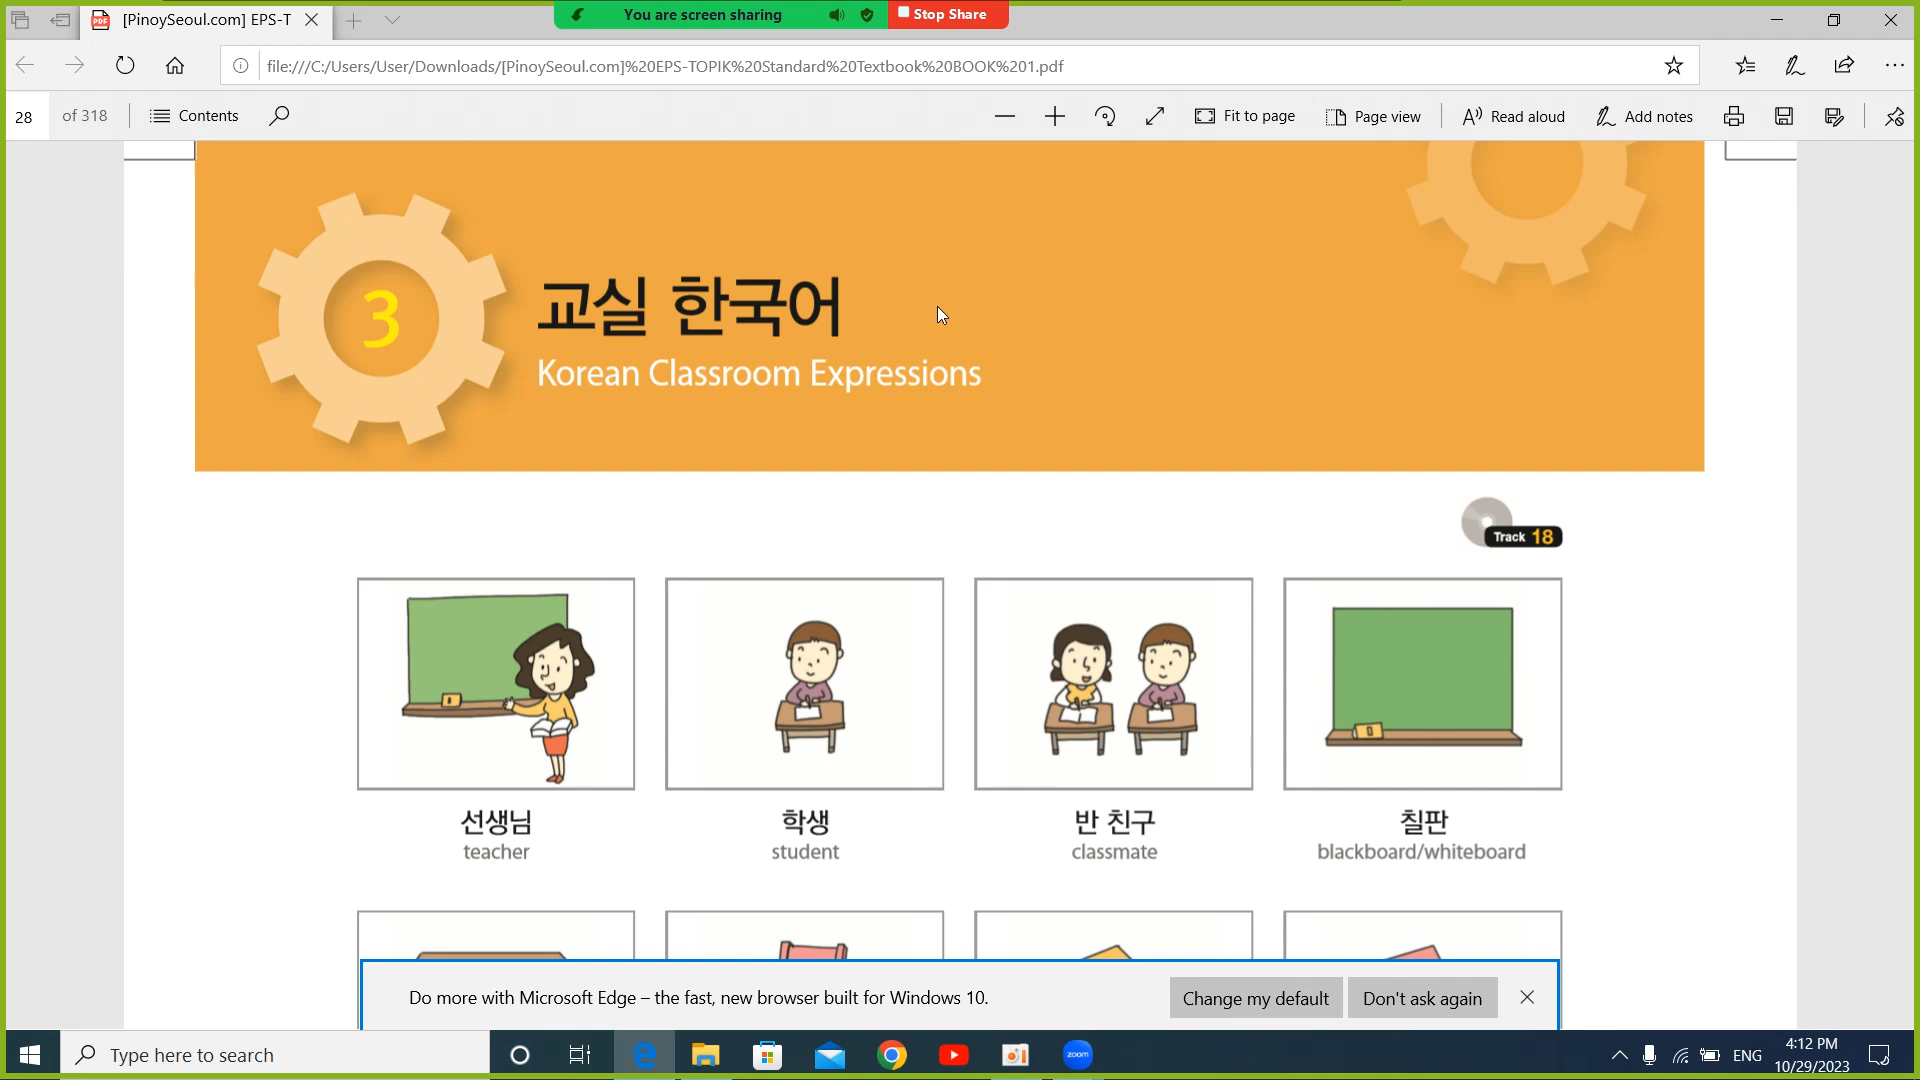 [PinoySeoul.com] EPS-T
You are screen sharing
Stop Share
file:///C:/Users/User/Downloads/[PinoySeoul.com]%20EPS-TOPIK%20Standard%20Textbook%20BOOK%201.pdf
28 of 318 Contents Fit to page Page view Read aloud Add notes
3
교실 한국어
Korean Classroom Expressions
Track 18
선생님 학생 반 친구 칠판
teacher student classmate blackboard/whiteboard
Do more with Microsoft Edge – the fast, new browser built for Windows 10. Change my default Don't ask again
Type here to search
zoom
ENG
4:12 PM
10/29/2023